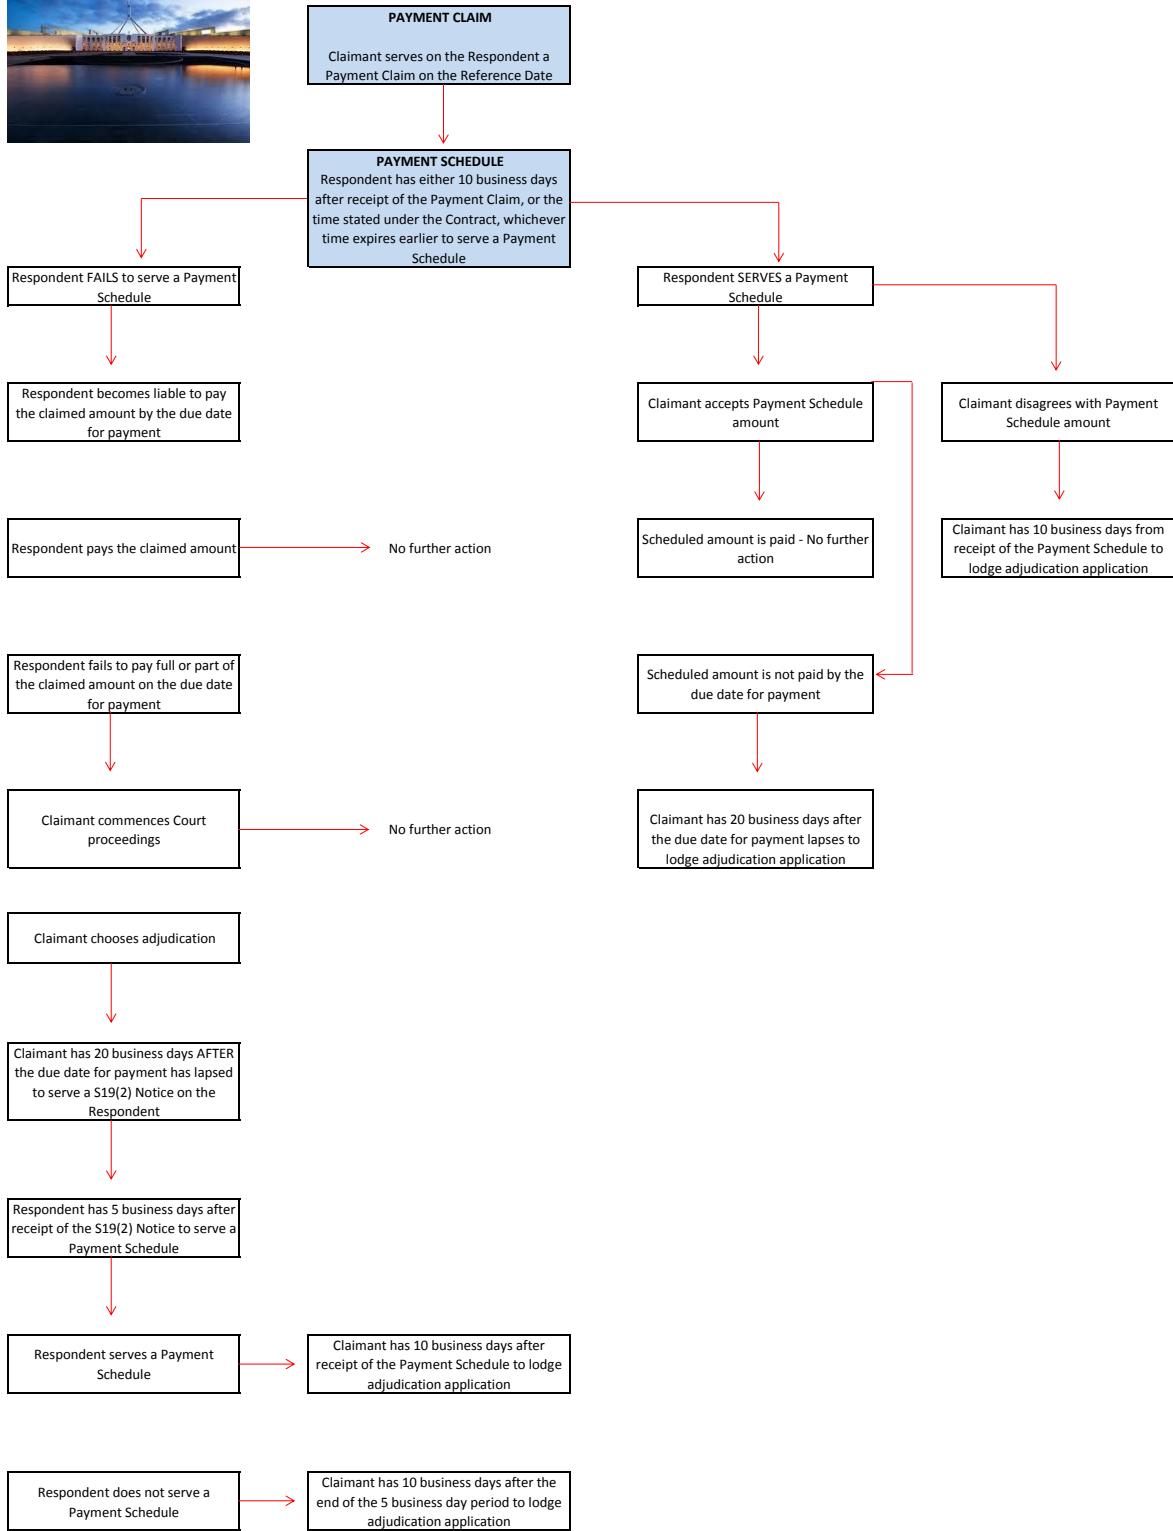 PAYMENT CLAIM
Claimant serves on the Respondent a
Payment Claim on the Reference Date
PAYMENT SCHEDULE
Respondent has either 10 business days
after receipt of the Payment Claim, or the
time stated under the Contract, whichever
time expires earlier to serve a Payment
Schedule
Respondent FAILS to serve a Payment
Schedule
Respondent SERVES a Payment
Schedule
Respondent becomes liable to pay
the claimed amount by the due date
for payment
Claimant accepts Payment Schedule
amount
Claimant disagrees with Payment
Schedule amount
Respondent pays the claimed amount
No further action
Scheduled amount is paid - No further
action
Claimant has 10 business days from
receipt of the Payment Schedule to
lodge adjudication application
Respondent fails to pay full or part of
the claimed amount on the due date
for payment
Scheduled amount is not paid by the
due date for payment
Claimant commences Court
proceedings
No further action
Claimant has 20 business days after
the due date for payment lapses to
lodge adjudication application
Claimant chooses adjudication
Claimant has 20 business days AFTER
the due date for payment has lapsed
to serve a S19(2) Notice on the
Respondent
Respondent has 5 business days after
receipt of the S19(2) Notice to serve a
Payment Schedule
Respondent serves a Payment
Schedule
Claimant has 10 business days after
receipt of the Payment Schedule to lodge
adjudication application
Respondent does not serve a
Payment Schedule
Claimant has 10 business days after the
end of the 5 business day period to lodge
adjudication application